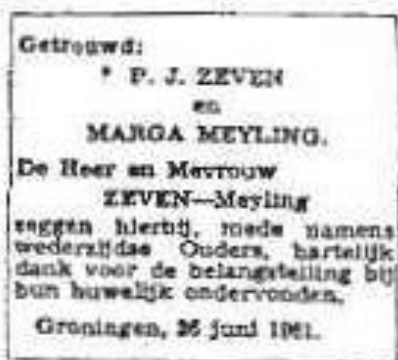 Getrouwd:
* P. J. ZEVEN
en
MARGA MEYLING.
De Heer en Mevrouw
ZEVEN—Meyling
zeggen hierbij, mede namens
wederzijdse Ouders, hartelijk
dank voor de belangstelling bij
hun huwelijk ondervonden.
Groningen, 26 juni 1961.